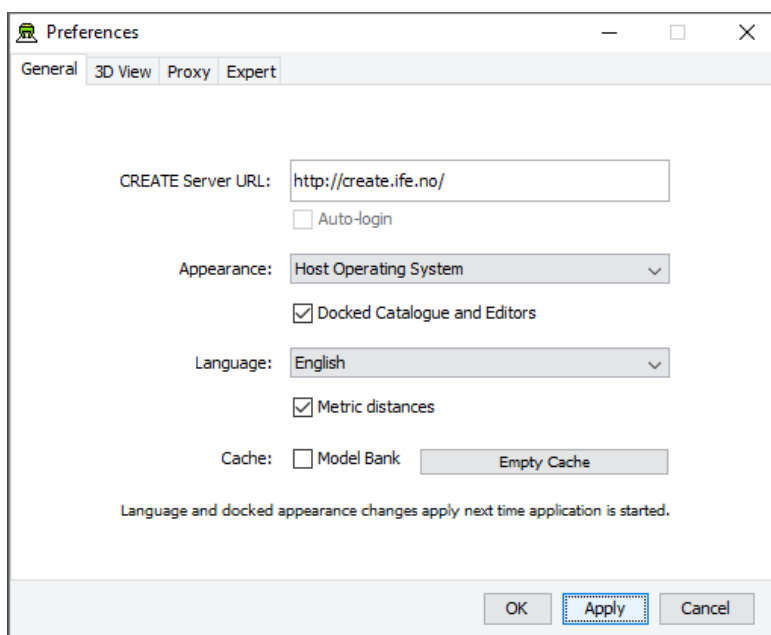 Preferences
General 3D View Proxy Expert
CREATE Server URL: http://create.ife.no/
Auto-login
Appearance: Host Operating System
Docked Catalogue and Editors
Language: English
Metric distances
Cache: Model Bank Empty Cache
Language and docked appearance changes apply next time application is started.
OK Apply Cancel